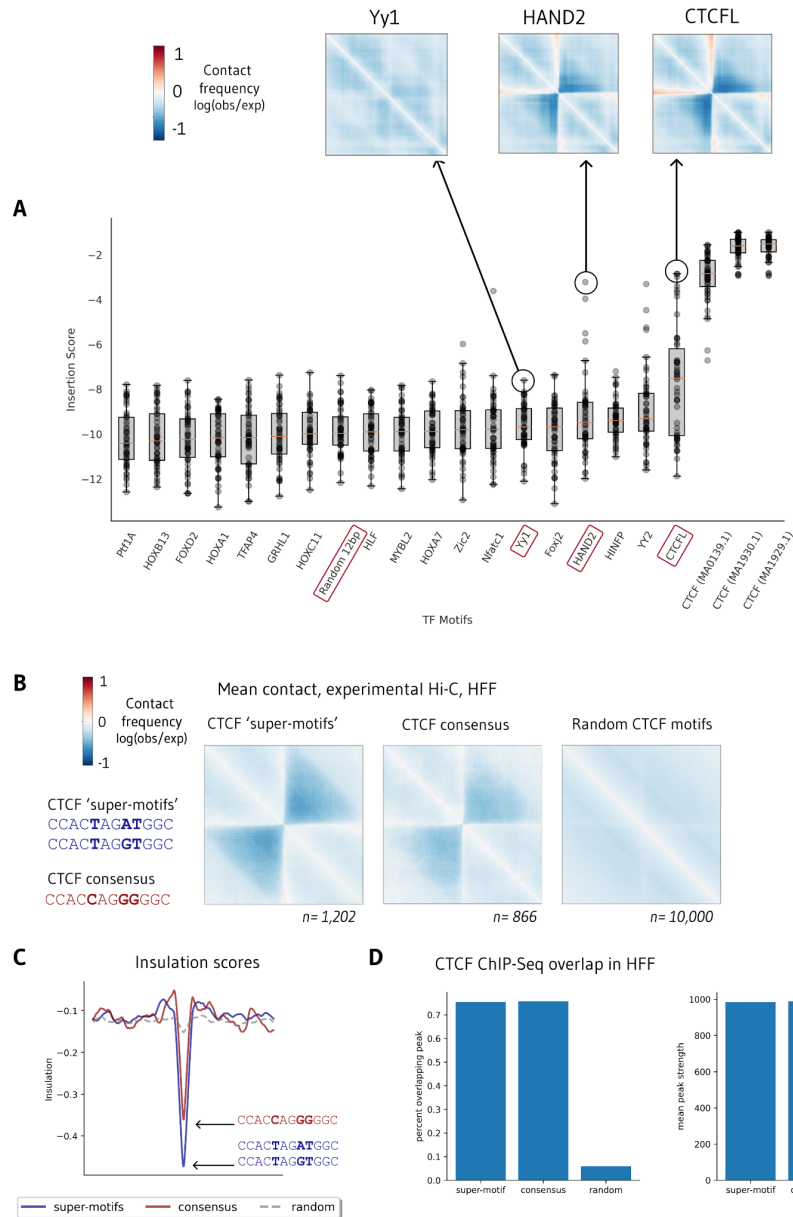 Yy1
HAND2
CTCFL
1
0
-1
Contact
frequency
log(obs/exp)
A
−2
−4
−6
−8
−10
−12
Insertion Score
Ptf1A
HOXB13
FOXD2
HOXA1
TFAP4
GRHL1
HOXC11
Random 12bp
HLF
MYBL2
HOXA7
Zic2
Nfatc1
Yy1
Foxj2
HAND2
HINFP
YY2
CTCFL
CTCF (MA0139.1)
CTCF (MA1930.1)
CTCF (MA1929.1)
TF Motifs
B
1
0
-1
Contact
frequency
log(obs/exp)
Mean contact, experimental Hi-C, HFF
CTCF ‘super-motifs’
CTCF consensus
Random CTCF motifs
CTCF ‘super-motifs’
CCACTAGATGGC
CCACTAGGTGGC
CTCF consensus
CCACCAGGGGGC
n= 1,202
n= 866
n= 10,000
C
Insulation scores
−0.1
−0.2
−0.3
−0.4
Insulation
CCACCAGGGGGC
CCACTAGATGGC
CCACTAGGTGGC
super-motifs
consensus
random
D
CTCF ChIP-Seq overlap in HFF
0.7
0.6
0.5
0.4
0.3
0.2
0.1
0.0
percent overlapping peak
super-motif
consensus
random
1000
800
600
400
200
0
mean peak strength
super-motif